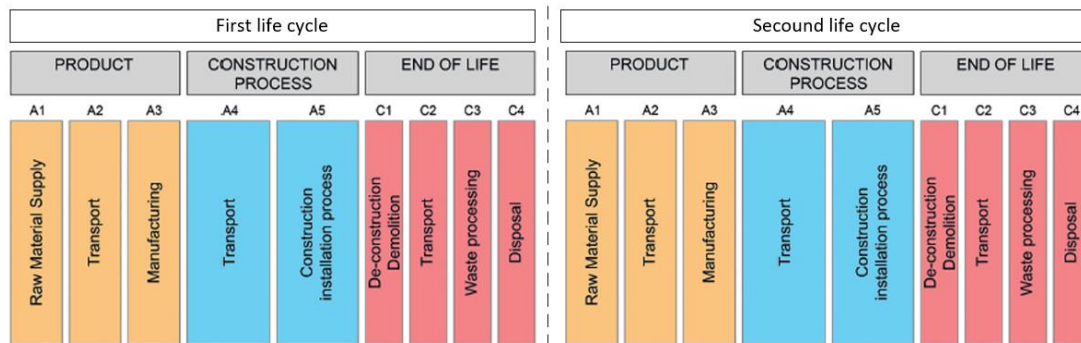 First life cycle
PRODUCT
CONSTRUCTION
PROCESS
END OF LIFE
A1
A2
A3
A4
A5
C1
C2
C3
C4
Raw Material Supply
Transport
Manufacturing
Transport
Construction
installation process
De-construction
Demolition
Transport
Waste processing
Disposal
Second life cycle
PRODUCT
CONSTRUCTION
PROCESS
END OF LIFE
A1
A2
A3
A4
A5
C1
C2
C3
C4
Raw Material Supply
Transport
Manufacturing
Transport
Construction
installation process
De-construction
Demolition
Transport
Waste processing
Disposal